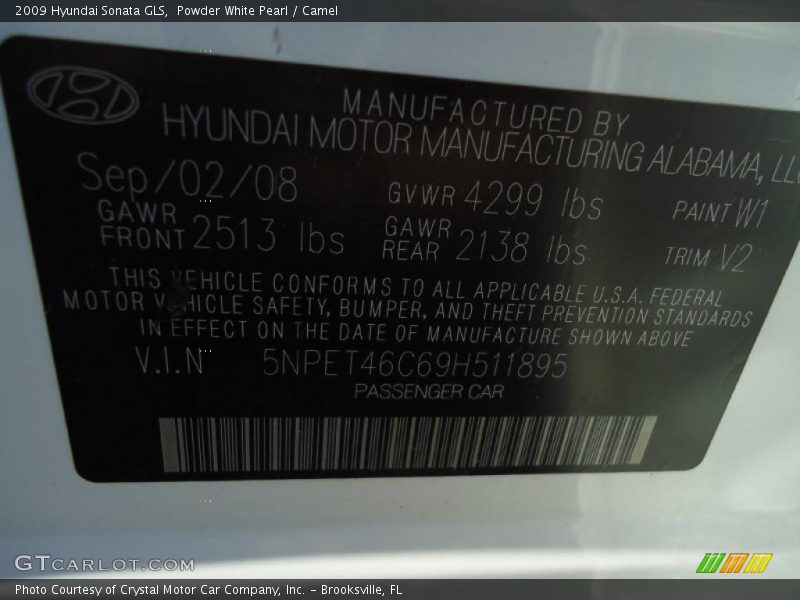 2009 Hyundai Sonata GLS, Powder White Pearl / Camel
MANUFACTURED BY
HYUNDAI MOTOR MANUFACTURING ALABAMA, LLC
Sep/02/08 GVWR 4299 lbs PAINT W1
GAWR FRONT 2513 lbs GAWR REAR 2138 lbs TRIM V2
THIS VEHICLE CONFORMS TO ALL APPLICABLE U.S.A. FEDERAL
MOTOR VEHICLE SAFETY, BUMPER, AND THEFT PREVENTION STANDARDS
IN EFFECT ON THE DATE OF MANUFACTURE SHOWN ABOVE
V.I.N 5NPET46C69H511895
PASSENGER CAR
GTCARLOT.COM
Photo Courtesy of Crystal Motor Car Company, Inc. – Brooksville, FL